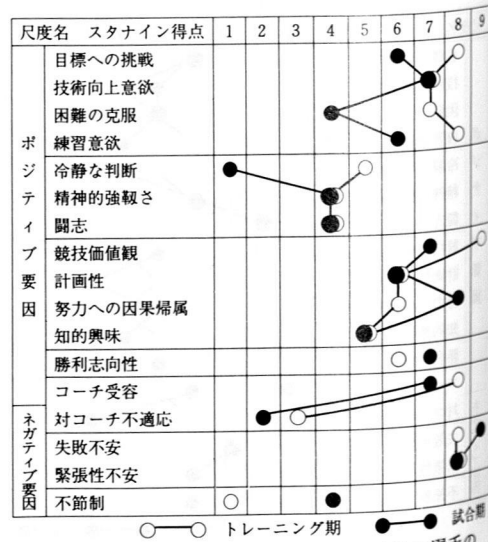 尺度名 スタナイン得点 1 2 3 4 5 6 7 8 9
ポジティブ要因
目標への挑戦
技術向上意欲
困難の克服
練習意欲
冷静な判断
精神的強靱さ
闘志
競技価値観
計画性
努力への因果帰属
知的興味
勝利志向性
コーチ受容
ネガティブ要因
対コーチ不適応
失敗不安
緊張性不安
不節制
トレーニング期 試合期
選手の